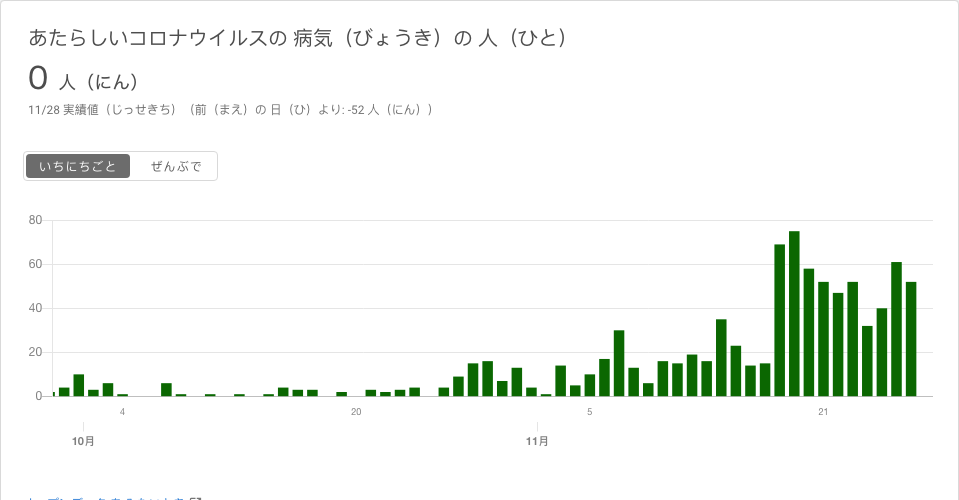 あたらしいコロナウイルスの 病気（びょうき）の 人（ひと）
0 人（にん）
11/28 実績値（じっせきち）（前（まえ）の 日（ひ）より: -52 人（にん））
いちにちごと ぜんぶで
80
60
40
20
0
4 20 5 21
10月 11月